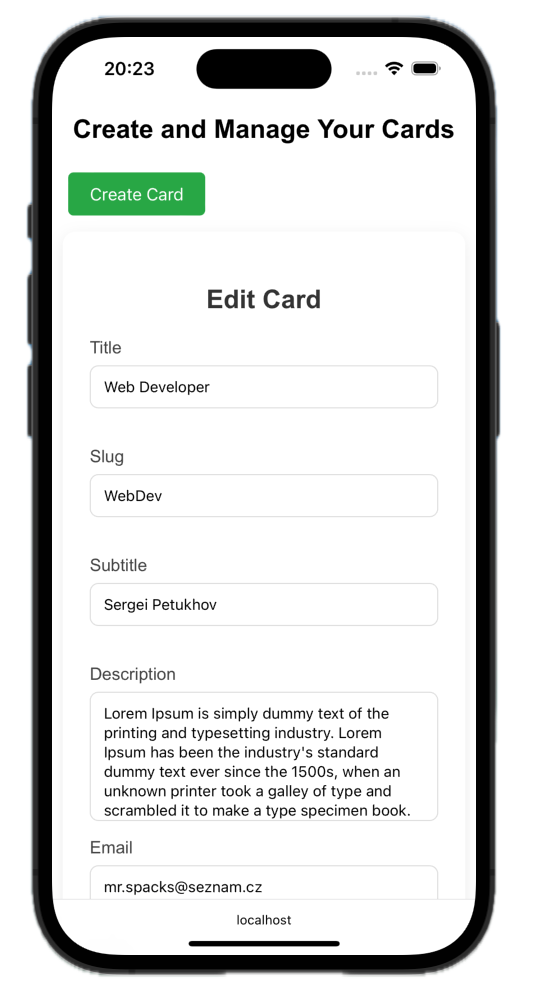 20:23
Create and Manage Your Cards
Create Card
Edit Card
Title
Web Developer
Slug
WebDev
Subtitle
Sergei Petukhov
Description
Lorem Ipsum is simply dummy text of the
printing and typesetting industry. Lorem
Ipsum has been the industry's standard
dummy text ever since the 1500s, when an
unknown printer took a galley of type and
scrambled it to make a type specimen book.
Email
mr.spacks@seznam.cz
localhost